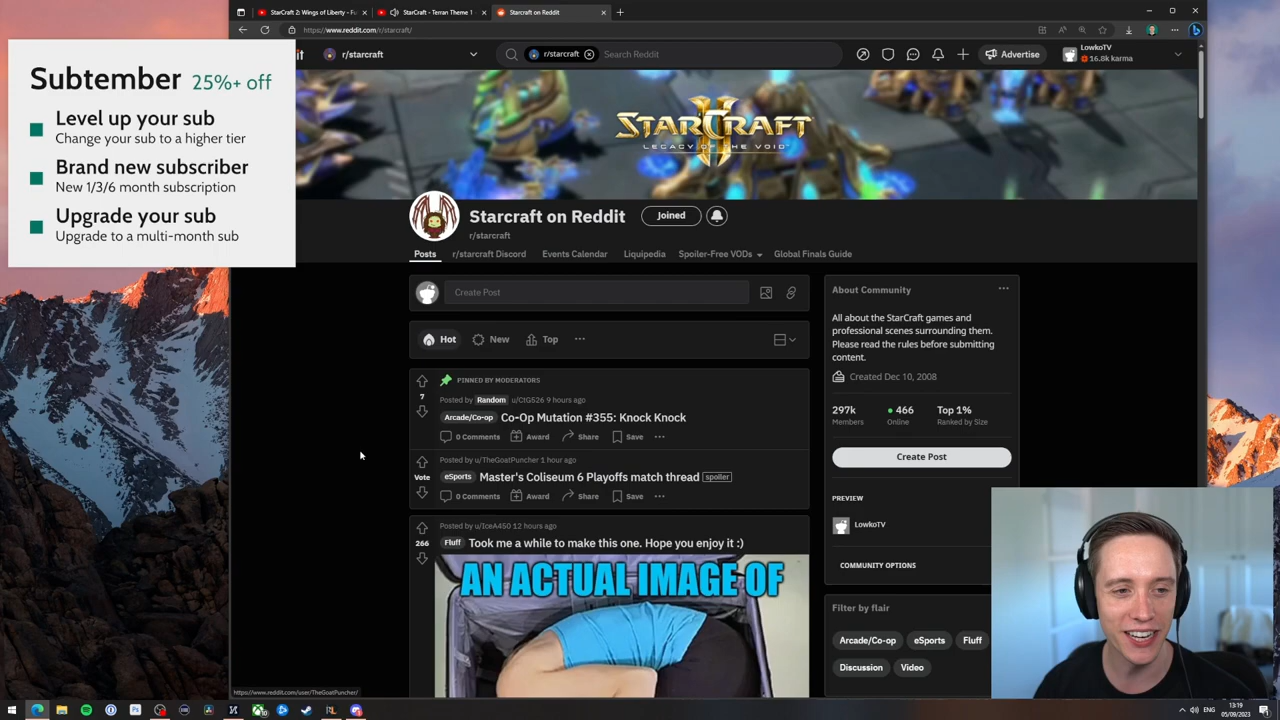 StarCraft 2: Wings of Liberty - Fu
StarCraft - Terran Theme 1 -
Starcraft on Reddit
https://www.reddit.com/r/starcraft/
it
r/starcraft
r/starcraft
Search Reddit
Advertise
LowkoTV
16.8k karma
Subtember 25%+ off
Level up your sub
Change your sub to a higher tier
Brand new subscriber
New 1/3/6 month subscription
Upgrade your sub
Upgrade to a multi-month sub
STARCRAFT
II
LEGACY OF THE VOID
Starcraft on Reddit
Joined
r/starcraft
Posts
r/starcraft Discord
Events Calendar
Liquipedia
Spoiler-Free VODs
Global Finals Guide
Create Post
Hot
New
Top
PINNED BY MODERATORS
7
Posted by Random u/CtG526 9 hours ago
Arcade/Co-op Co-Op Mutation #355: Knock Knock
0 Comments Award Share Save
Posted by u/TheGoatPuncher 1 hour ago
Vote
eSports Master's Coliseum 6 Playoffs match thread spoiler
0 Comments Award Share Save
Posted by u/IceA450 12 hours ago
266
Fluff Took me a while to make this one. Hope you enjoy it :)
AN ACTUAL IMAGE OF
About Community
All about the StarCraft games and
professional scenes surrounding them.
Please read the rules before submitting
content.
Created Dec 10, 2008
297k
Members
466
Online
Top 1%
Ranked by Size
Create Post
PREVIEW
LowkoTV
COMMUNITY OPTIONS
Filter by flair
Arcade/Co-op
eSports
Fluff
Discussion
Video
https://www.reddit.com/user/TheGoatPuncher/
ENG
13:19
05/09/2023